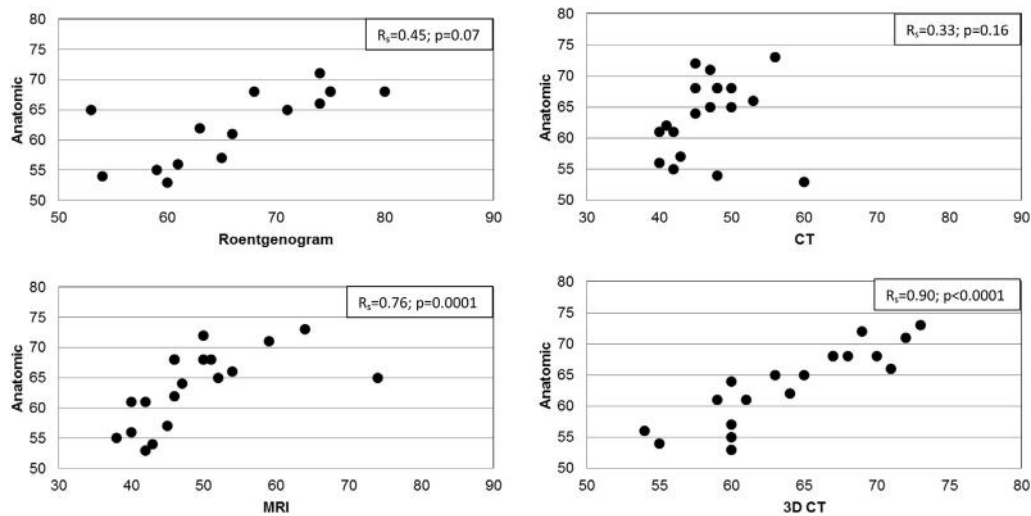 80
75
70
65
60
55
50
Anatomic
Rs=0.45; p=0.07
50 60 70 80 90
Roentgenogram
80
75
70
65
60
55
50
Anatomic
Rs=0.33; p=0.16
30 40 50 60 70 80 90
CT
80
75
70
65
60
55
50
Anatomic
Rs=0.76; p=0.0001
30 40 50 60 70 80 90
MRI
80
75
70
65
60
55
50
Anatomic
Rs=0.90; p<0.0001
50 55 60 65 70 75 80
3D CT